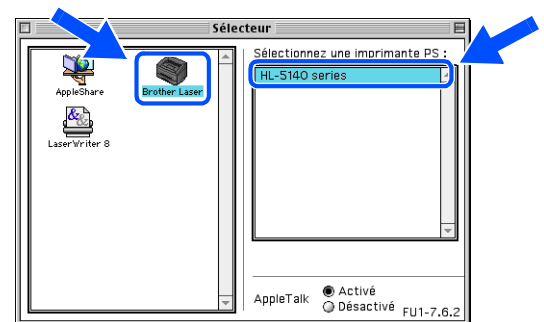 Sélecteur
AppleShare
Brother Laser
LaserWriter 8
Sélectionnez une imprimante PS :
HL-5140 series
AppleTalk
Activé
Désactivé
FU1-7.6.2